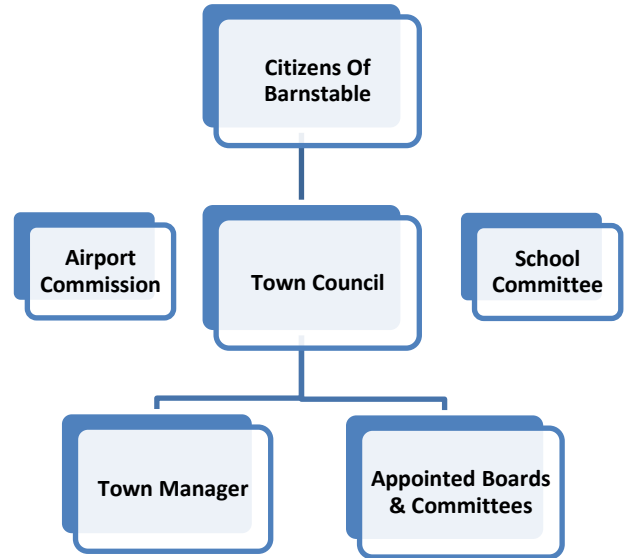 Citizens Of
Barnstable
Airport
Commission
Town Council
School
Committee
Town Manager
Appointed Boards
& Committees